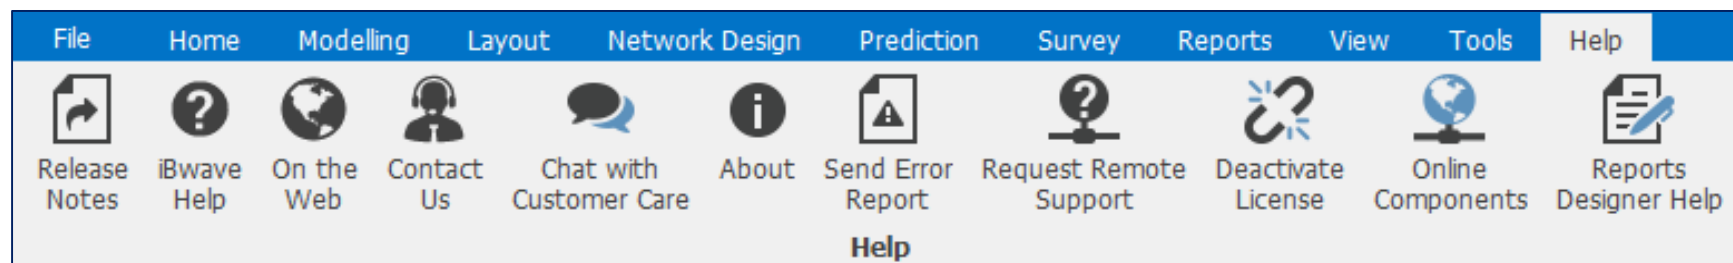 File Home Modelling Layout Network Design Prediction Survey Reports View Tools Help
Release iBwave On the Contact Chat with About Send Error Request Remote Deactivate Online Reports
Notes Help Web Us Customer Care Report Support License Components Designer Help
Help